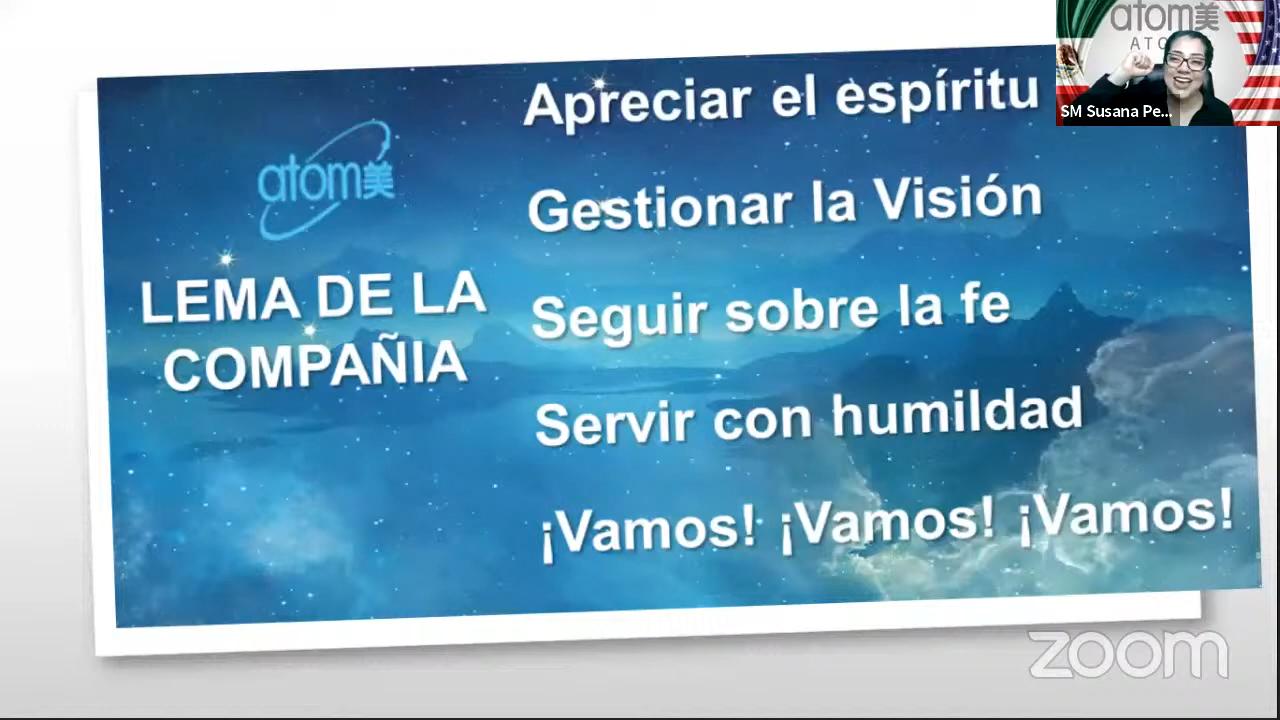 atom美
LEMA DE LA
COMPAÑIA
Apreciar el espíritu
Gestionar la Visión
Seguir sobre la fe
Servir con humildad
¡Vamos! ¡Vamos! ¡Vamos!
atom美
SM Susana Pe...
zoom